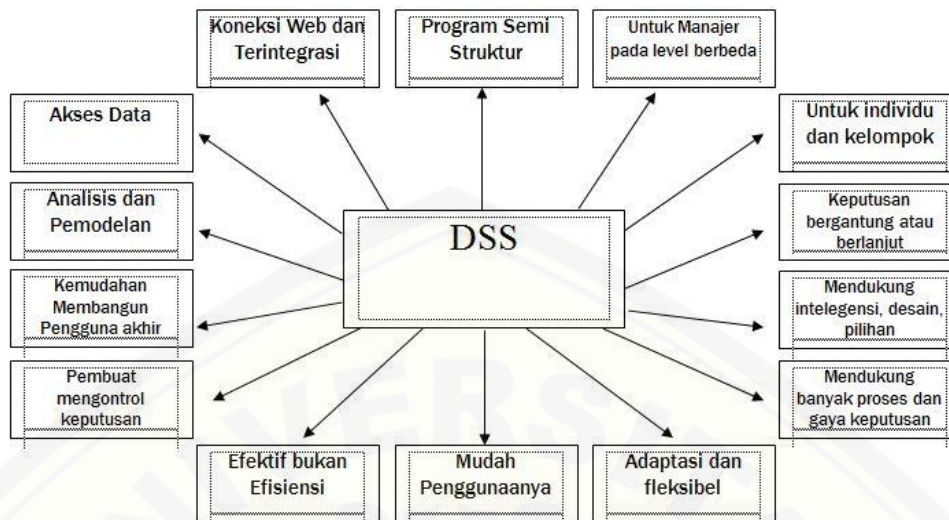 Koneksi Web dan
Terintegrasi
Program Semi
Struktur
Untuk Manajer
pada level berbeda
Akses Data
Untuk individu
dan kelompok
Analisis dan
Pemodelan
DSS
Keputusan
bergantung atau
berlanjut
Kemudahan
Membangun
Pengguna akhir
Mendukung
intelegensi, desain,
pilihan
Pembuat
mengontrol
keputusan
Mendukung
banyak proses dan
gaya keputusan
Efektif bukan
Efisiensi
Mudah
Penggunaanya
Adaptasi dan
fleksibel